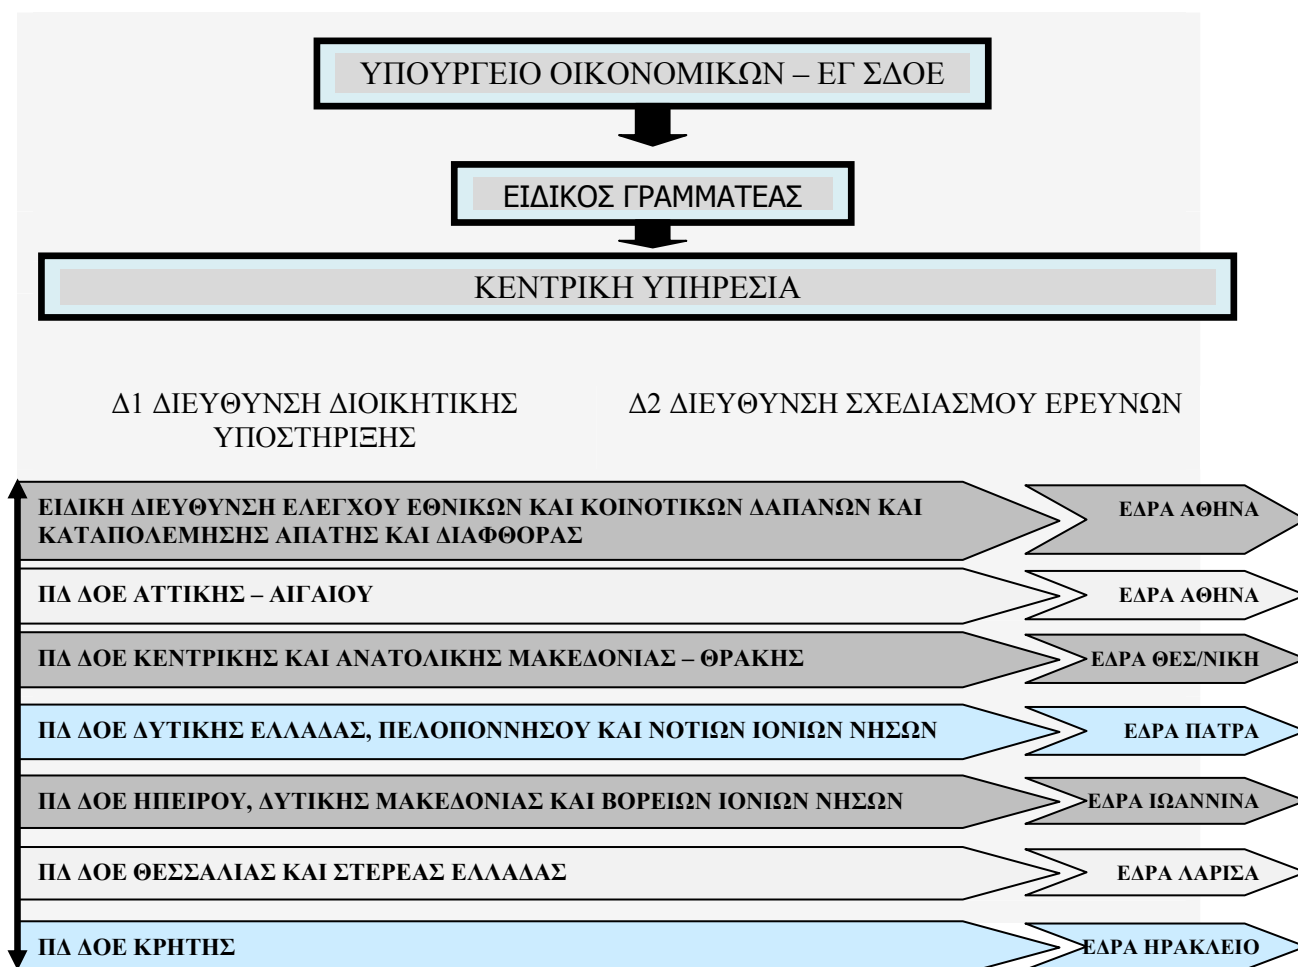 ΥΠΟΥΡΓΕΙΟ ΟΙΚΟΝΟΜΙΚΩΝ – ΕΓ ΣΔΟΕ
ΕΙΔΙΚΟΣ ΓΡΑΜΜΑΤΕΑΣ
ΚΕΝΤΡΙΚΗ ΥΠΗΡΕΣΙΑ
Δ1 ΔΙΕΥΘΥΝΣΗ ΔΙΟΙΚΗΤΙΚΗΣ
ΥΠΟΣΤΗΡΙΞΗΣ
Δ2 ΔΙΕΥΘΥΝΣΗ ΣΧΕΔΙΑΣΜΟΥ ΕΡΕΥΝΩΝ
ΕΙΔΙΚΗ ΔΙΕΥΘΥΝΣΗ ΕΛΕΓΧΟΥ ΕΘΝΙΚΩΝ ΚΑΙ ΚΟΙΝΟΤΙΚΩΝ ΔΑΠΑΝΩΝ ΚΑΙ
ΚΑΤΑΠΟΛΕΜΗΣΗΣ ΑΠΑΤΗΣ ΚΑΙ ΔΙΑΦΘΟΡΑΣ
ΕΔΡΑ ΑΘΗΝΑ
ΠΔ ΔΟΕ ΑΤΤΙΚΗΣ – ΑΙΓΑΙΟΥ
ΕΔΡΑ ΑΘΗΝΑ
ΠΔ ΔΟΕ ΚΕΝΤΡΙΚΗΣ ΚΑΙ ΑΝΑΤΟΛΙΚΗΣ ΜΑΚΕΔΟΝΙΑΣ – ΘΡΑΚΗΣ
ΕΔΡΑ ΘΕΣ/ΝΙΚΗ
ΠΔ ΔΟΕ ΔΥΤΙΚΗΣ ΕΛΛΑΔΑΣ, ΠΕΛΟΠΟΝΝΗΣΟΥ ΚΑΙ ΝΟΤΙΩΝ ΙΟΝΙΩΝ ΝΗΣΩΝ
ΕΔΡΑ ΠΑΤΡΑ
ΠΔ ΔΟΕ ΗΠΕΙΡΟΥ, ΔΥΤΙΚΗΣ ΜΑΚΕΔΟΝΙΑΣ ΚΑΙ ΒΟΡΕΙΩΝ ΙΟΝΙΩΝ ΝΗΣΩΝ
ΕΔΡΑ ΙΩΑΝΝΙΝΑ
ΠΔ ΔΟΕ ΘΕΣΣΑΛΙΑΣ ΚΑΙ ΣΤΕΡΕΑΣ ΕΛΛΑΔΑΣ
ΕΔΡΑ ΛΑΡΙΣΑ
ΠΔ ΔΟΕ ΚΡΗΤΗΣ
ΕΔΡΑ ΗΡΑΚΛΕΙΟ